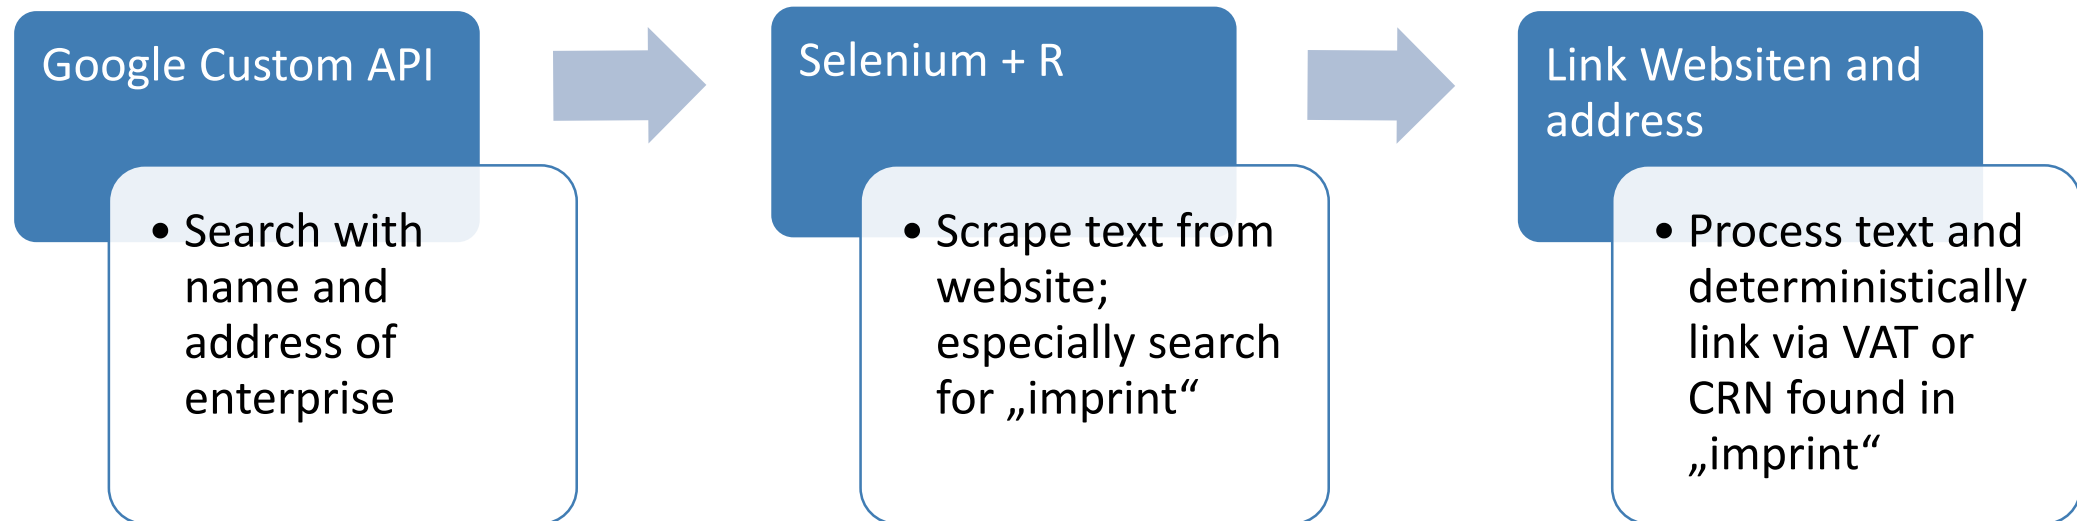 Google Custom API
• Search with
name and
address of
enterprise
Selenium + R
• Scrape text from
website;
especially search
for „imprint“
Link Websiten and
address
• Process text and
deterministically
link via VAT or
CRN found in
„imprint“